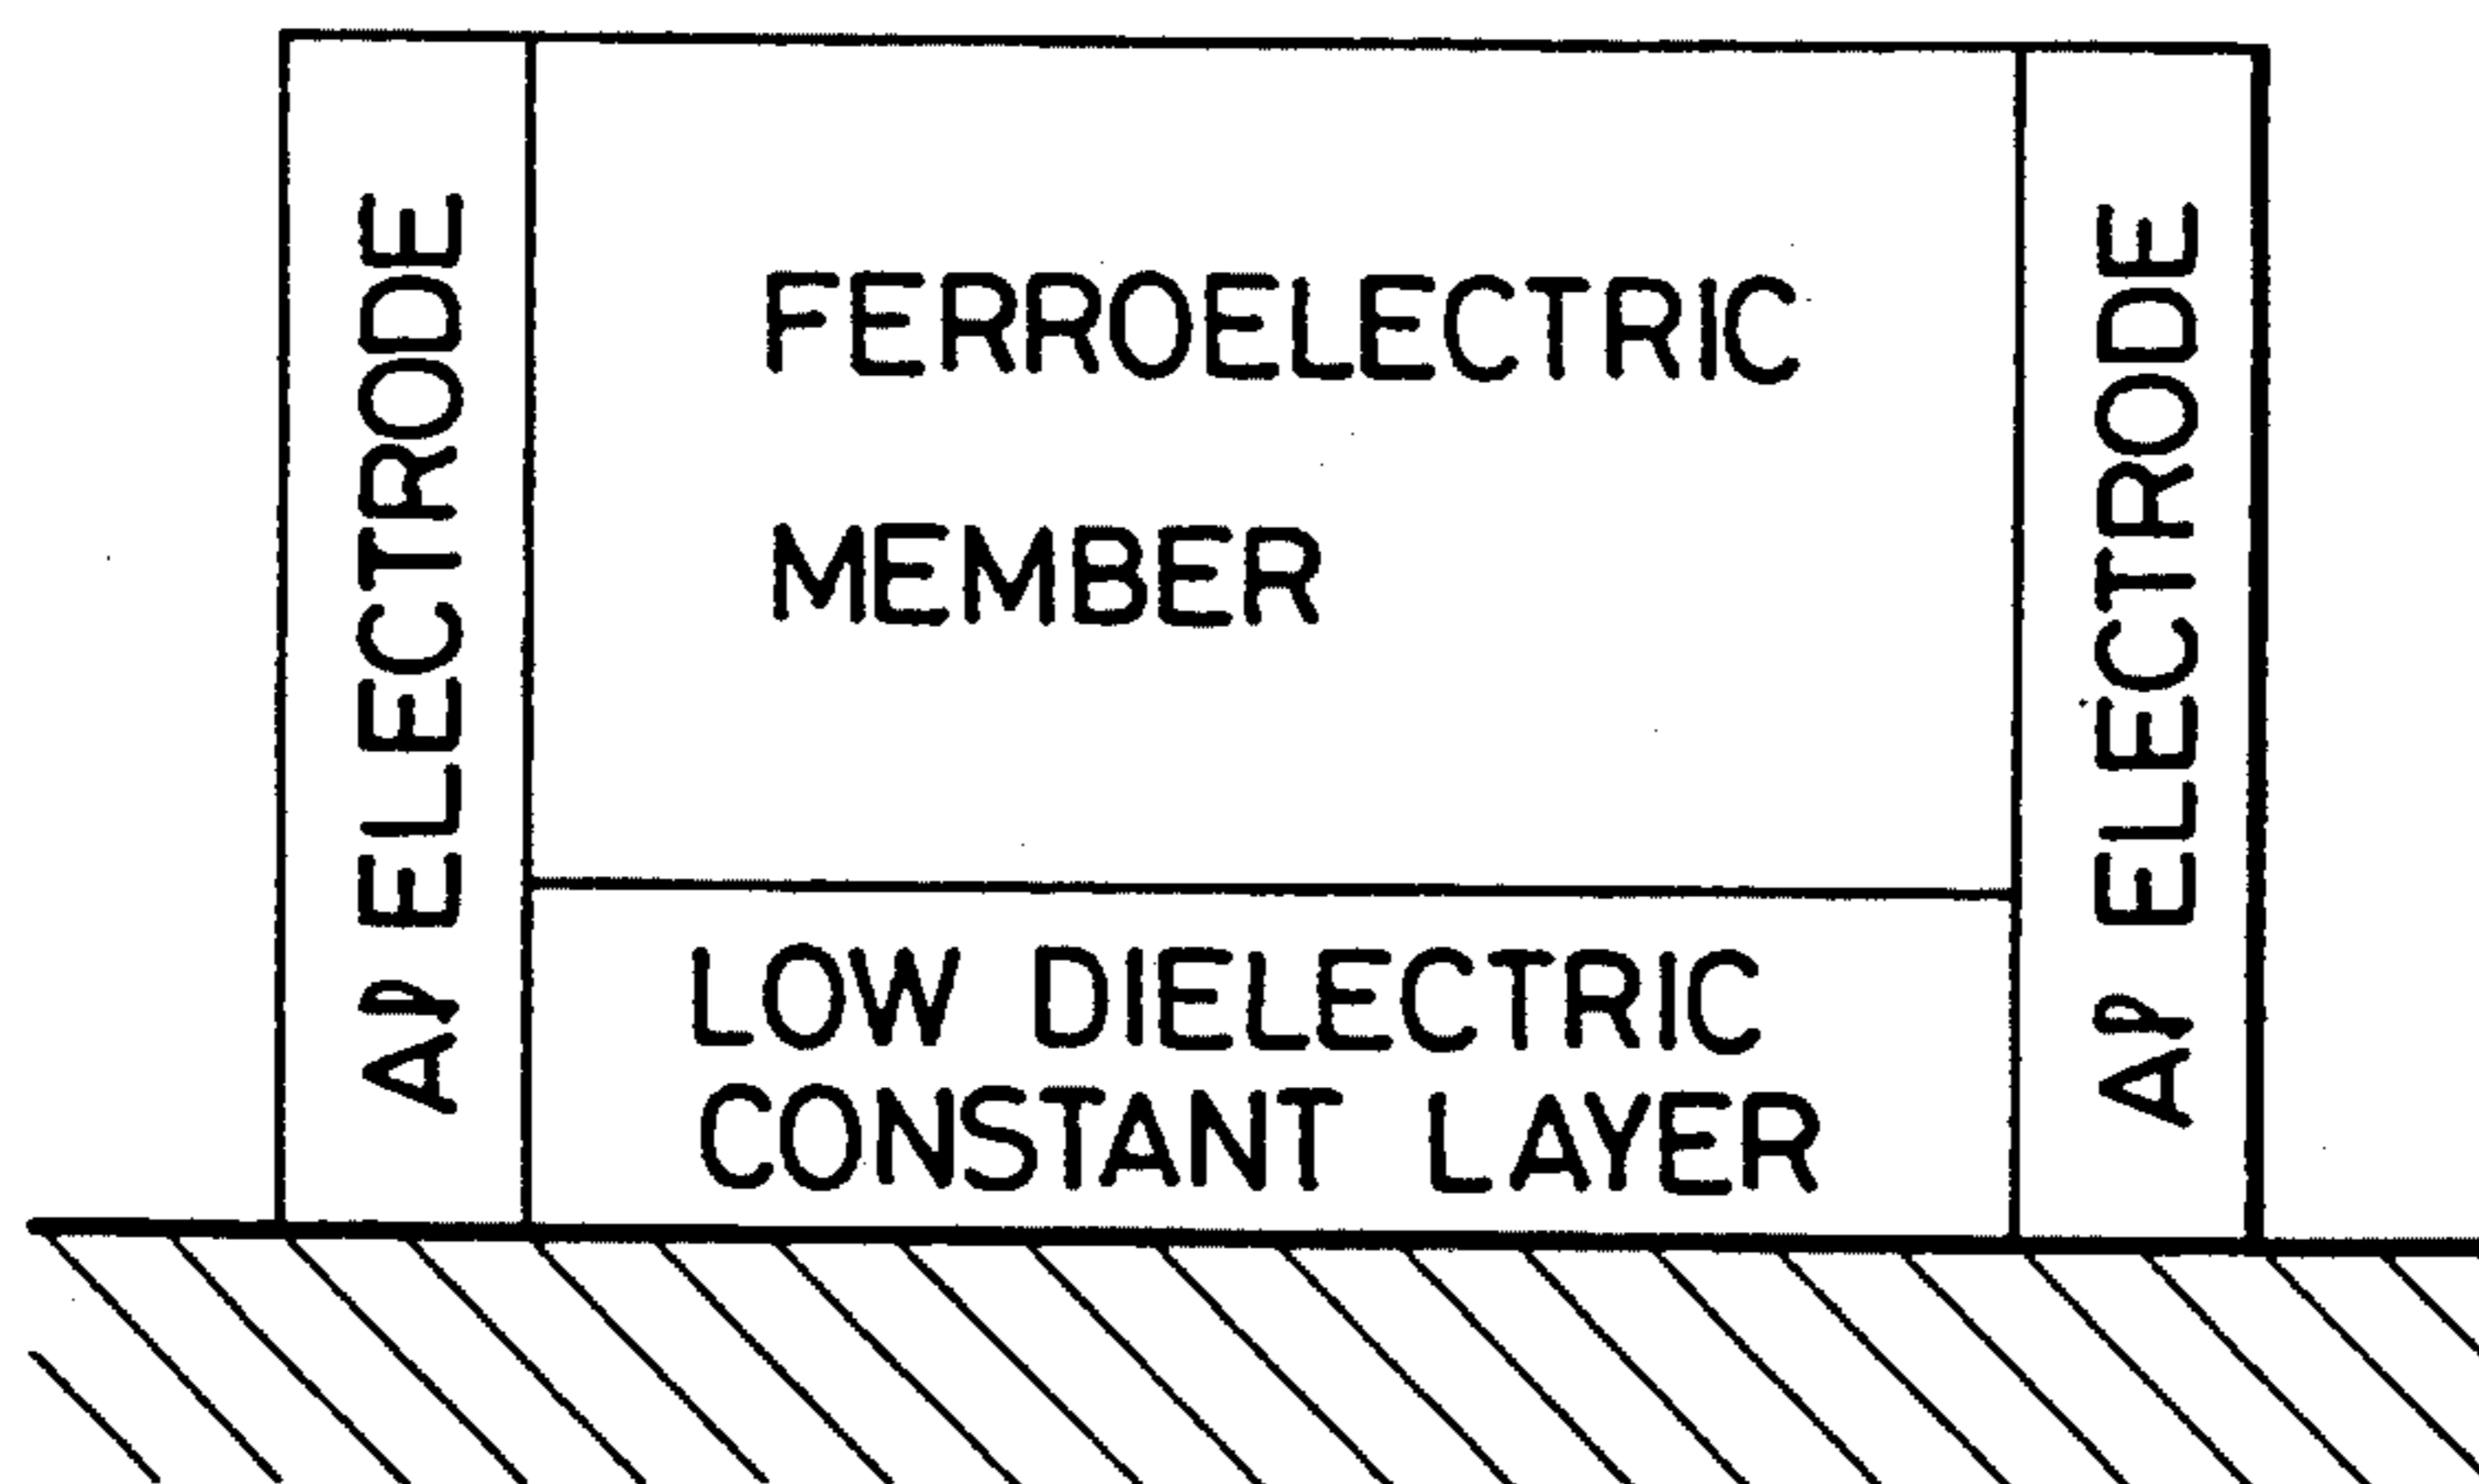 Aℓ ELECTRODE
FERROELECTRIC
MEMBER
LOW DIELECTRIC
CONSTANT LAYER
Aℓ ELECTRODE